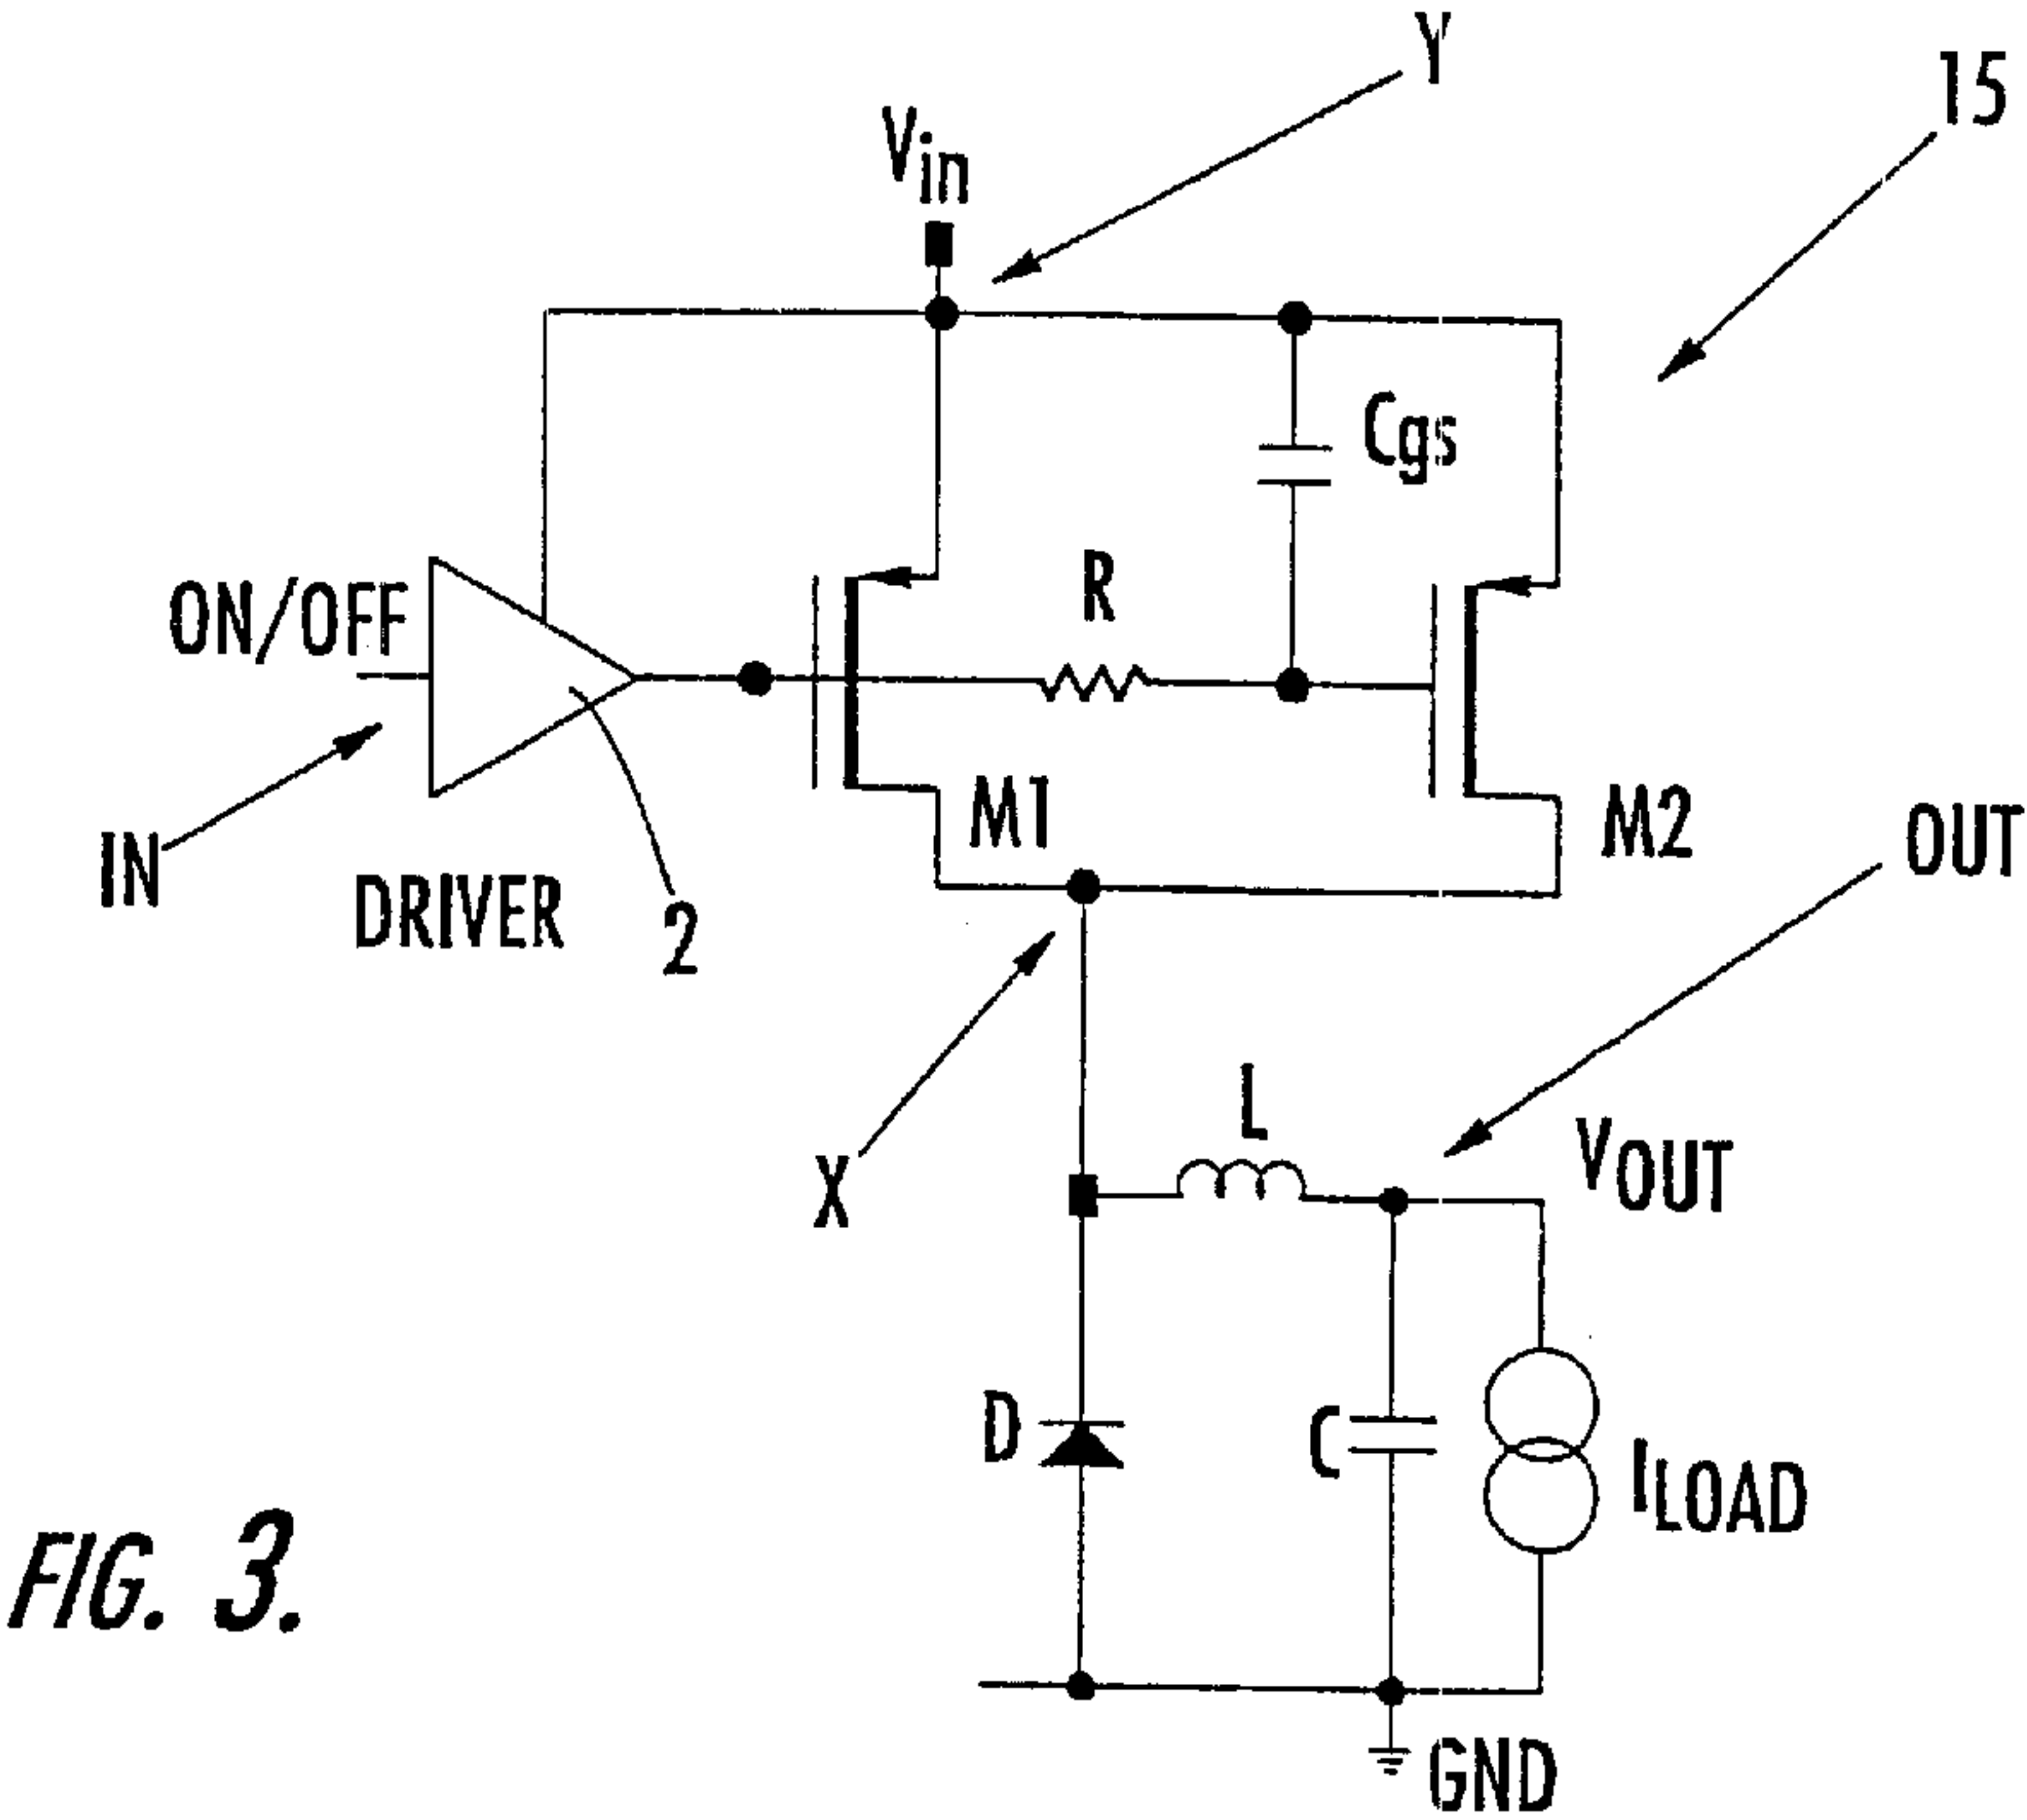 Y
15
Vin
Cgs
ON/OFF
R
IN
DRIVER
2
M1
M2
OUT
X
L
VOUT
D
C
ILOAD
FIG. 3.
GND